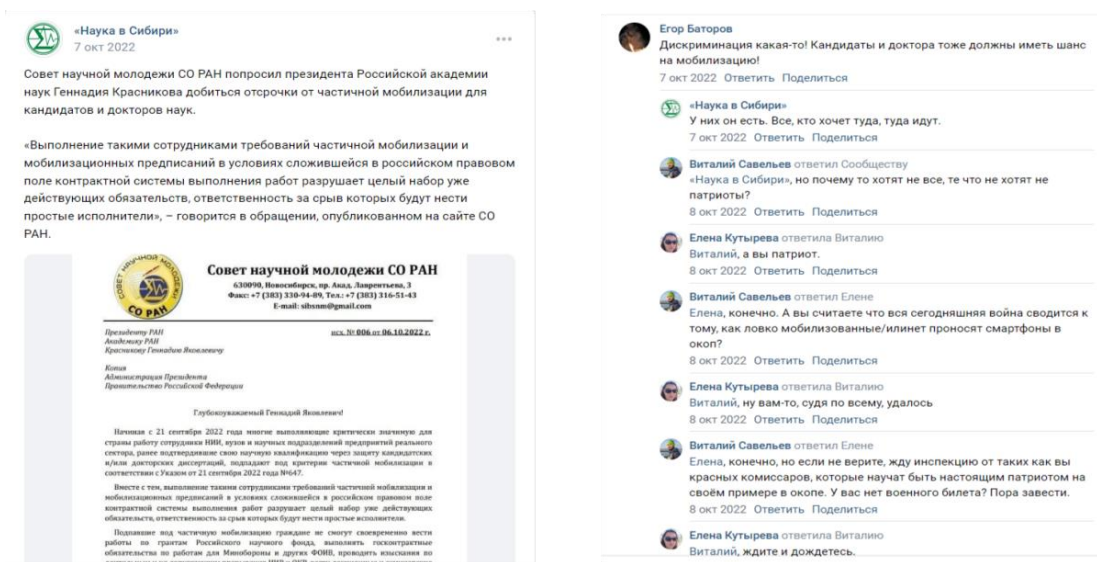 «Наука в Сибири»
7 окт 2022
Совет научной молодежи СО РАН попросил президента Российской академии
наук Геннадия Красникова добиться отсрочки от частичной мобилизации для
кандидатов и докторов наук.
«Выполнение такими сотрудниками требований частичной мобилизации и
мобилизационных предписаний в условиях сложившейся в российском правовом
поле контрактной системы выполнения работ разрушает целый набор уже
действующих обязательств, ответственность за срыв которых будут нести
простые исполнители», – говорится в обращении, опубликованном на сайте СО
РАН.
СОВЕТ НАУЧНОЙ МОЛОДЕЖИ
СО РАН
Совет научной молодежи СО РАН
630090, Новосибирск, пр. Акад. Лаврентьева, 3
Факс: +7 (383) 330-94-89, Тел.: +7 (383) 316-51-43
E-mail: sibsnm@gmail.com
Президенту РАН
исх. № 006 от 06.10.2022 г.
Академику РАН
Красникову Геннадию Яковлевичу
Копия
Администрация Президента
Правительство Российской Федерации
Глубокоуважаемый Геннадий Яковлевич!
Начиная с 21 сентября 2022 года многие выполняющие критически значимую для
страны работу сотрудники НИИ, вузов и научных подразделений предприятий реального
сектора, ранее подтвердившие свою научную квалификацию через защиту кандидатских
и/или докторских диссертаций, подпадают под критерии частичной мобилизации в
соответствии с Указом от 21 сентября 2022 года №647.
Вместе с тем, выполнение такими сотрудниками требований частичной мобилизации и
мобилизационных предписаний в условиях сложившейся в российском правовом поле
контрактной системы выполнения работ разрушает целый набор уже действующих
обязательств, ответственность за срыв которых будут нести простые исполнители.
Подпавшие под частичную мобилизацию граждане не смогут своевременно вести
работы по грантам Российского научного фонда, выполнять госконтрактные
обязательства по работам для Минобороны и других ФОИВ, проводить изыскания по
Егор Баторов
Дискриминация какая-то! Кандидаты и доктора тоже должны иметь шанс
на мобилизацию!
7 окт 2022 Ответить Поделиться
«Наука в Сибири»
У них он есть. Все, кто хочет туда, туда идут.
7 окт 2022 Ответить Поделиться
Виталий Савельев ответил Сообществу
«Наука в Сибири», но почему то хотят не все, те что не хотят не
патриоты?
8 окт 2022 Ответить Поделиться
Елена Кутырева ответила Виталию
Виталий, а вы патриот.
8 окт 2022 Ответить Поделиться
Виталий Савельев ответил Елене
Елена, конечно. А вы считаете что вся сегодняшняя война сводится к
тому, как ловко мобилизованные/илинет проносят смартфоны в
окоп?
8 окт 2022 Ответить Поделиться
Елена Кутырева ответила Виталию
Виталий, ну вам-то, судя по всему, удалось
8 окт 2022 Ответить Поделиться
Виталий Савельев ответил Елене
Елена, конечно, но если не верите, жду инспекцию от таких как вы
красных комиссаров, которые научат быть настоящим патриотом на
своём примере в окопе. У вас нет военного билета? Пора завести.
8 окт 2022 Ответить Поделиться
Елена Кутырева ответила Виталию
Виталий, ждите и дождетесь.